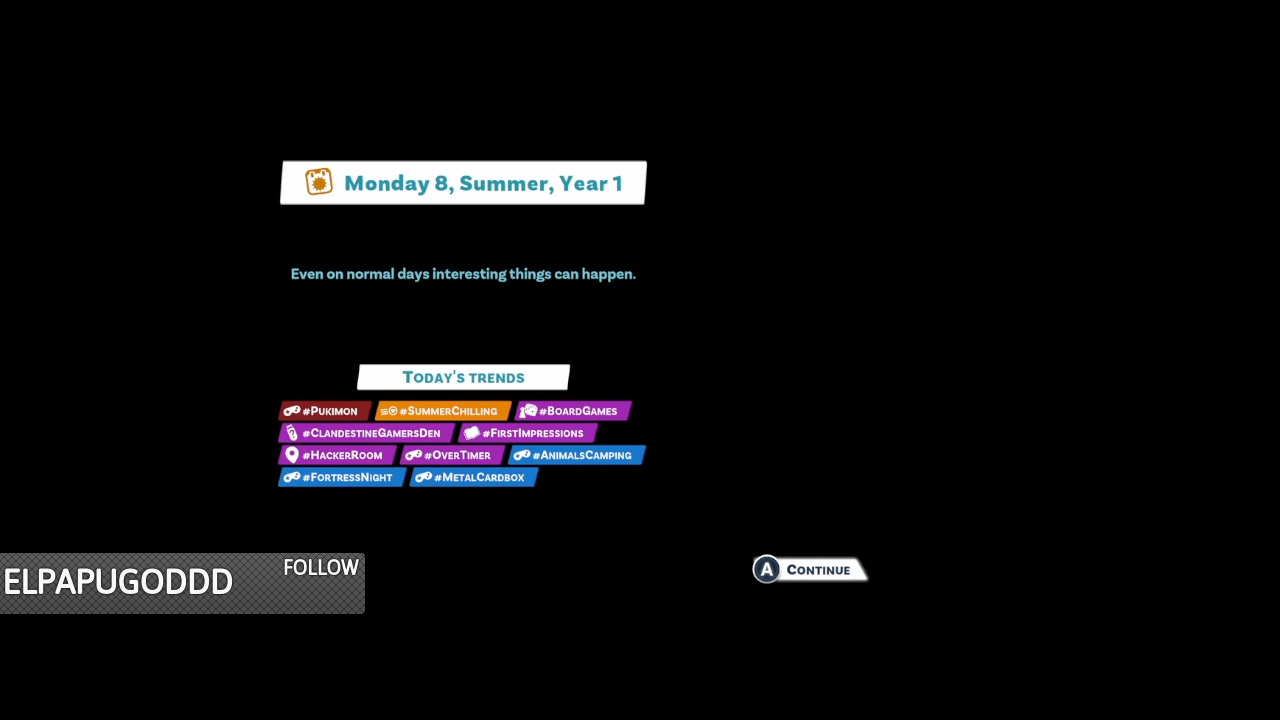 Monday 8, Summer, Year 1
Even on normal days interesting things can happen.
Today's trends
#Pukimon #SummerChilling #BoardGames
#ClandestineGamersDen #FirstImpressions
#HackerRoom #OverTimer #AnimalsCamping
#FortressNight #MetalCardbox
FOLLOW
ELPAPUGODDD
A Continue